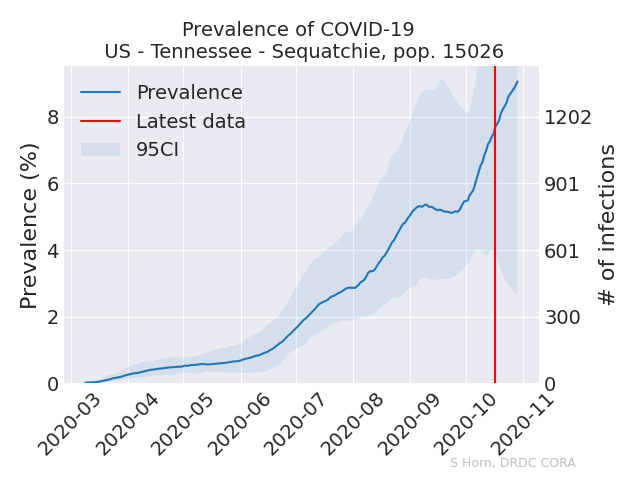 Prevalence of COVID-19
US - Tennessee - Sequatchie, pop. 15026
Prevalence
Latest data
95CI
Prevalence (%)
8
6
4
2
0
1202
901
601
300
0
# of infections
2020-03
2020-04
2020-05
2020-06
2020-07
2020-08
2020-09
2020-10
2020-11
S Horn, DRDC CORA